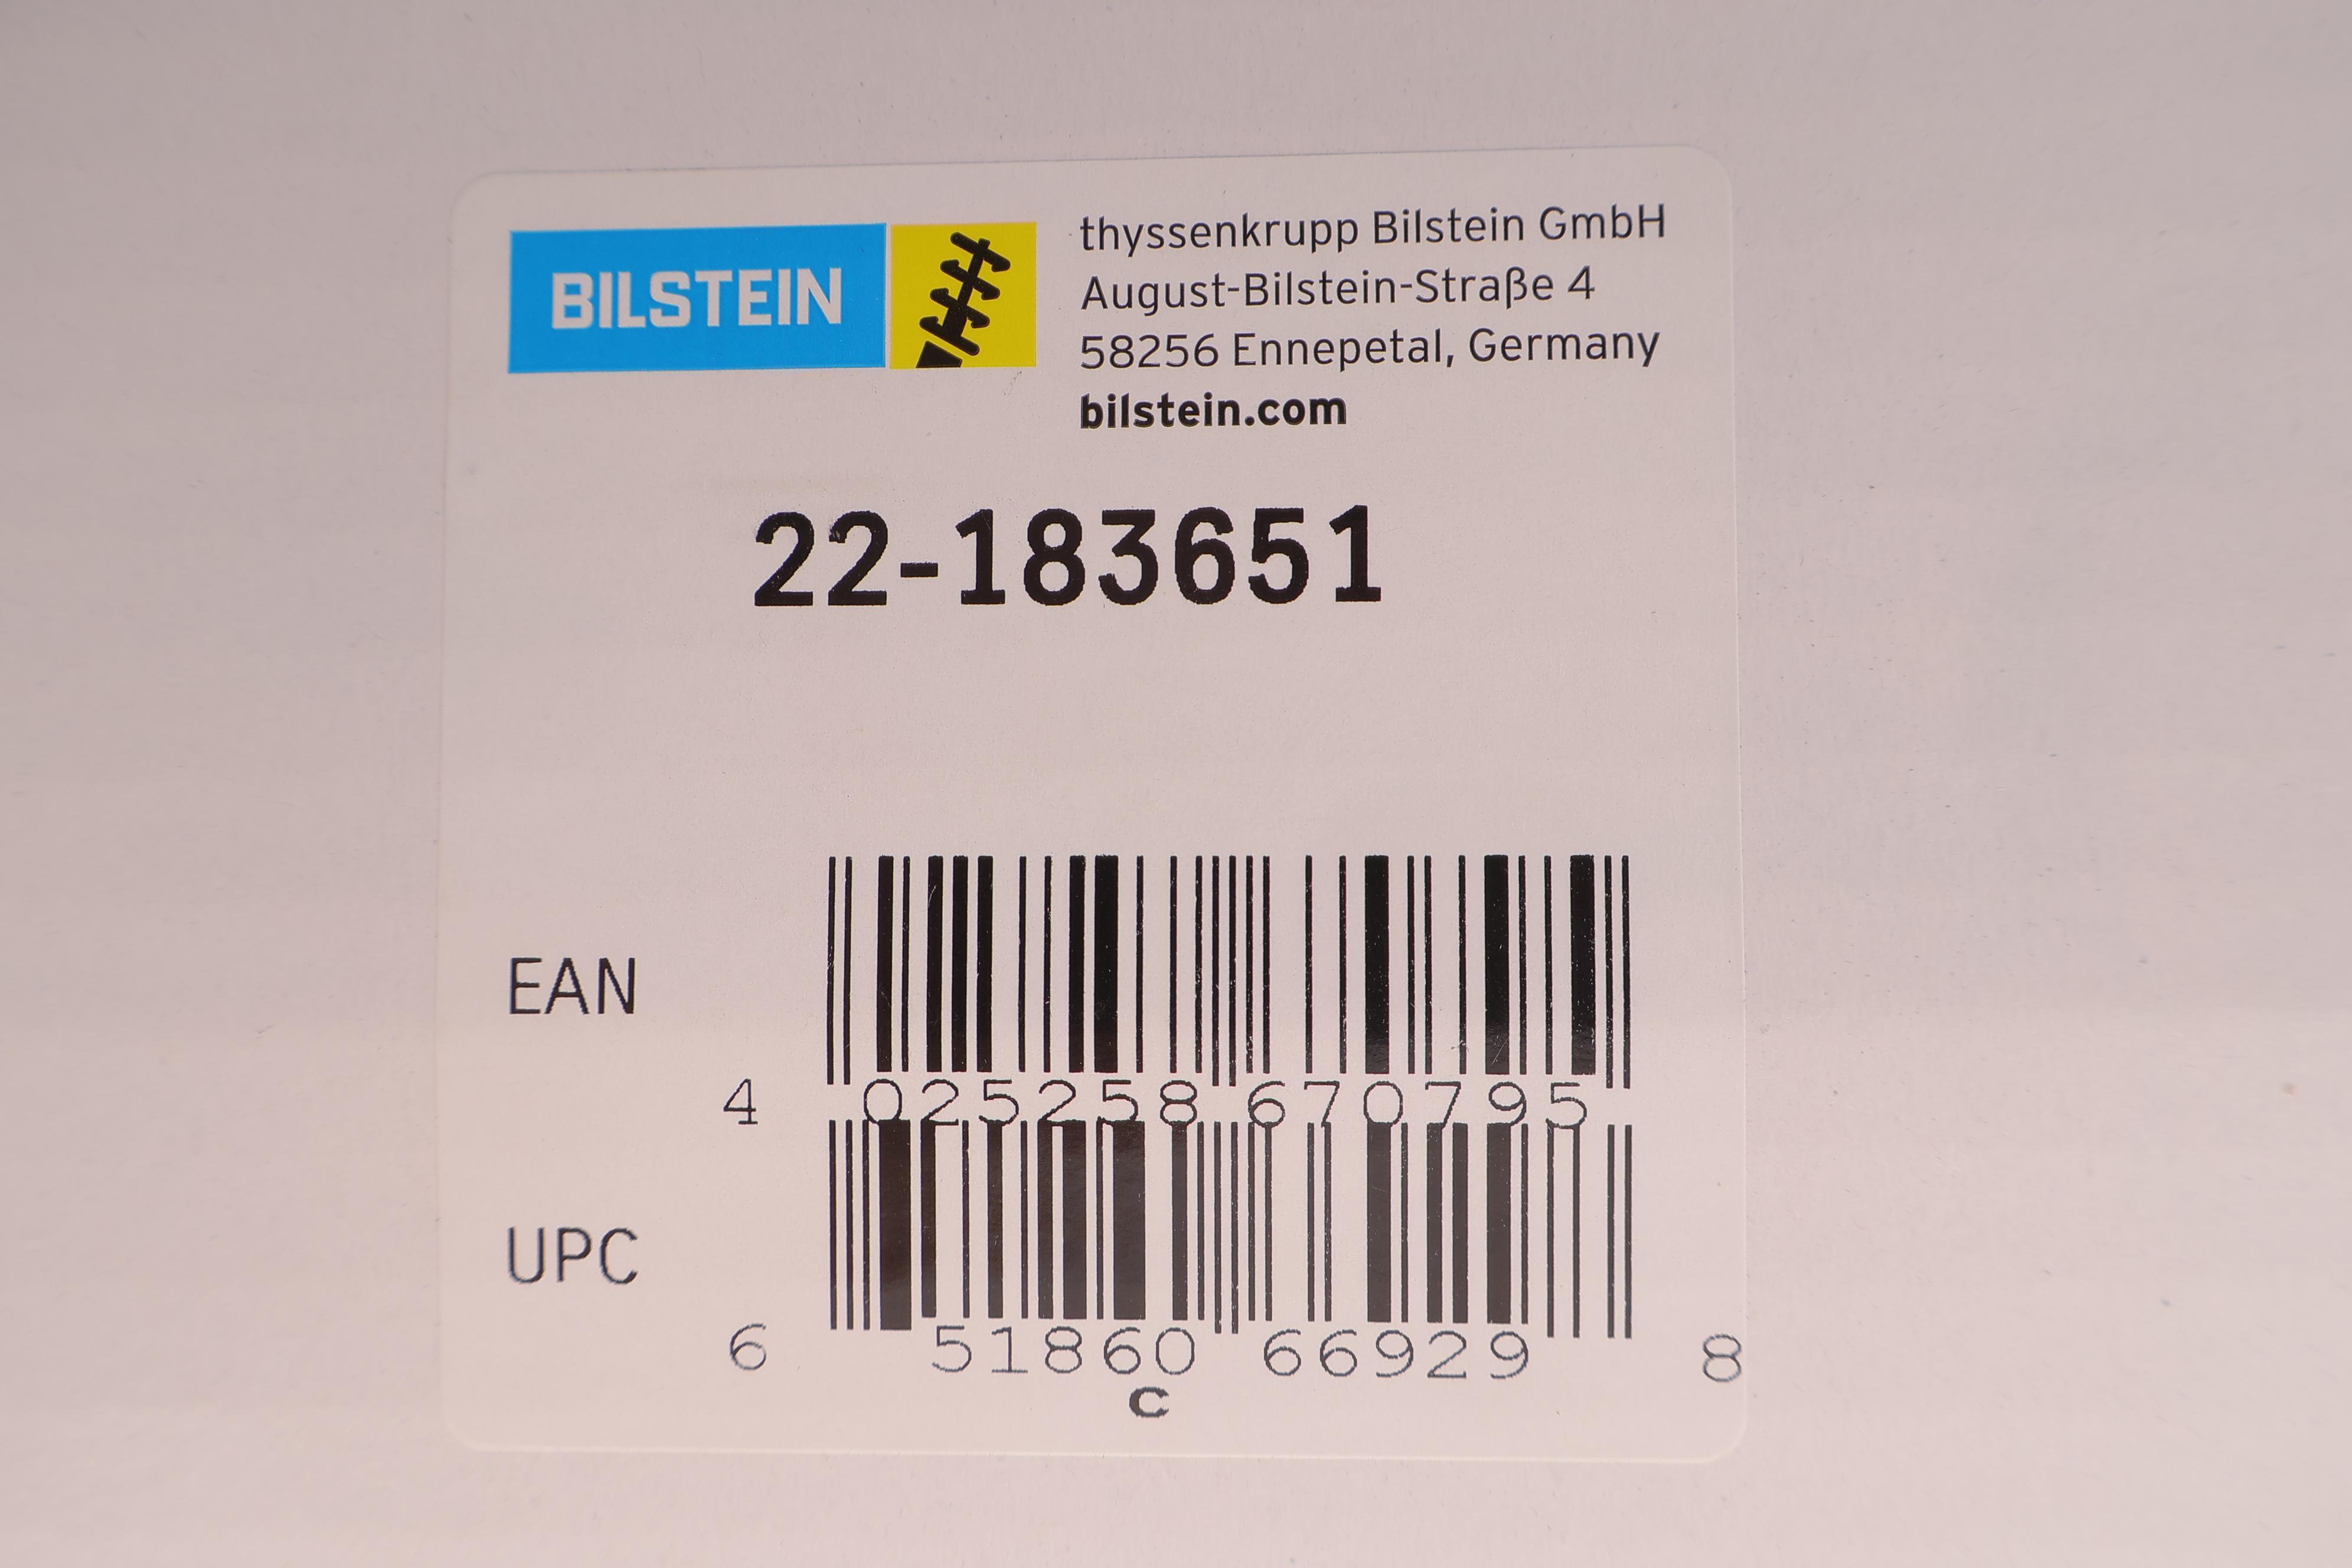 BILSTEIN
thyssenkrupp Bilstein GmbH
August-Bilstein-Straße 4
58256 Ennepetal, Germany
bilstein.com
22-183651
EAN
4 025258 670795
UPC
6 51860 66929 8
C